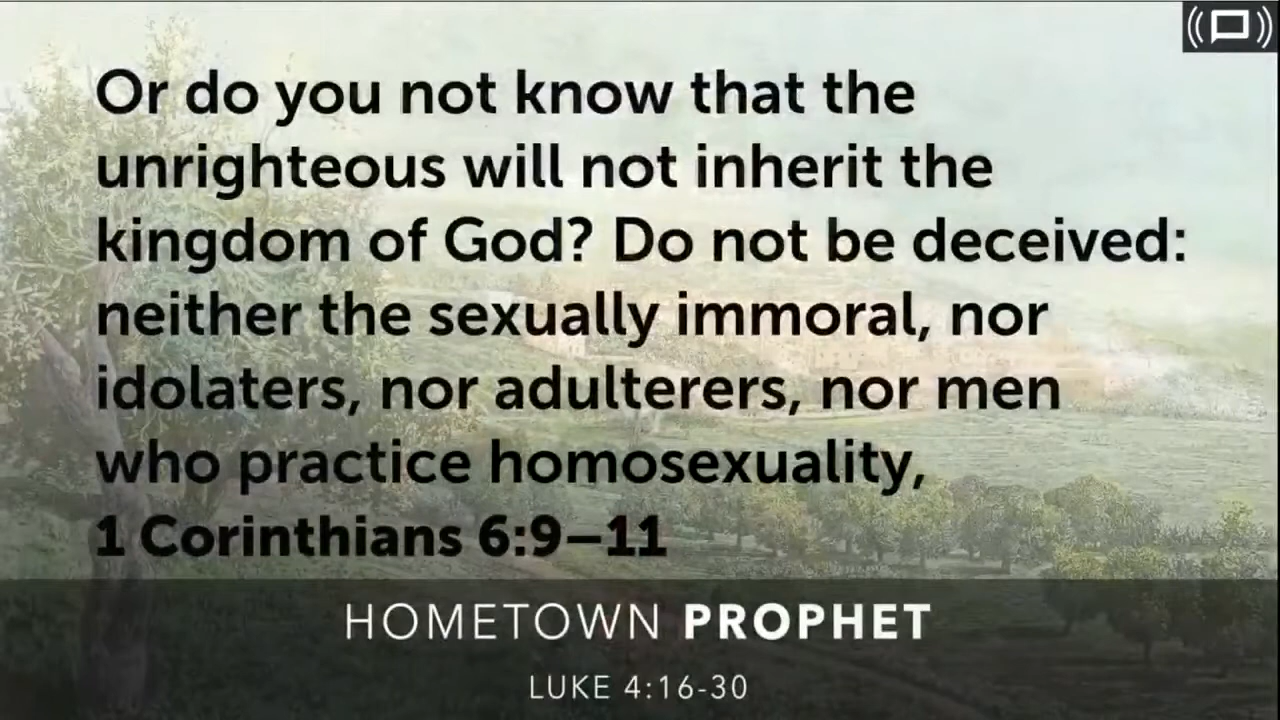 Or do you not know that the
unrighteous will not inherit the
kingdom of God? Do not be deceived:
neither the sexually immoral, nor
idolaters, nor adulterers, nor men
who practice homosexuality,
1 Corinthians 6:9–11
HOMETOWN PROPHET
LUKE 4:16-30